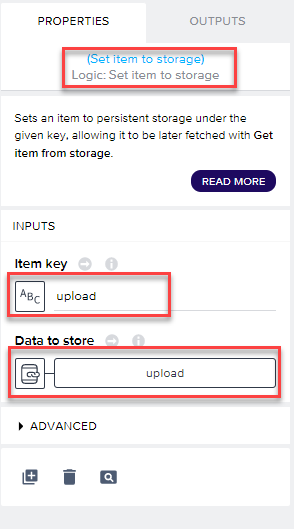 PROPERTIES
OUTPUTS
(Set item to storage)
Logic: Set item to storage
Sets an item to persistent storage under the
given key, allowing it to be later fetched with Get
item from storage.
READ MORE
INPUTS
Item key
ABC
upload
Data to store
upload
ADVANCED